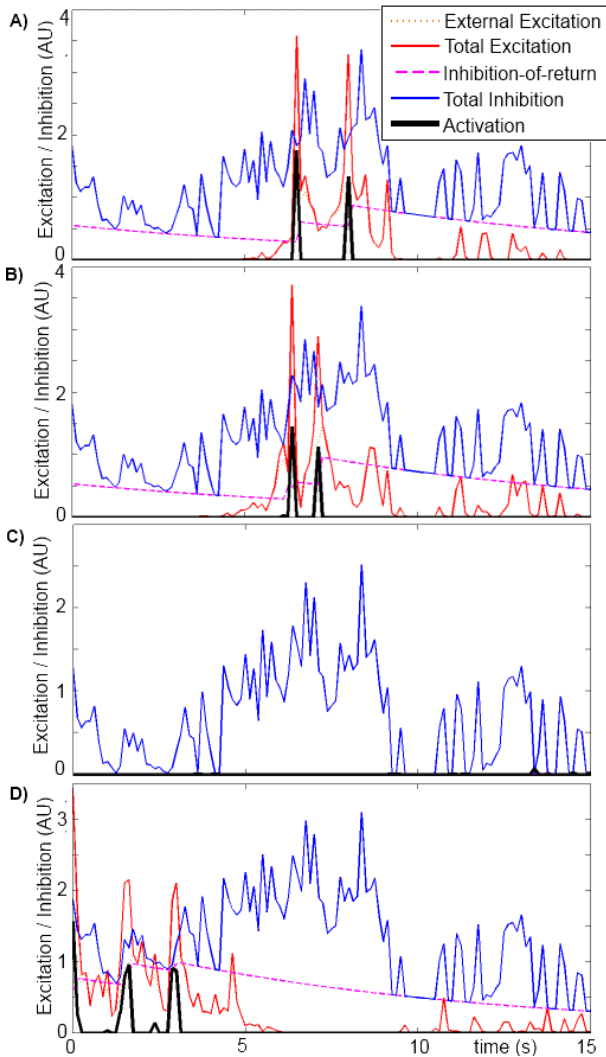 A)
Excitation / Inhibition (AU)
4
2
0
External Excitation
Total Excitation
Inhibition-of-return
Total Inhibition
Activation
B)
Excitation / Inhibition (AU)
4
2
0
C)
Excitation / Inhibition (AU)
2
1
0
D)
Excitation / Inhibition (AU)
3
2
1
0
0
5
10
time (s)
15